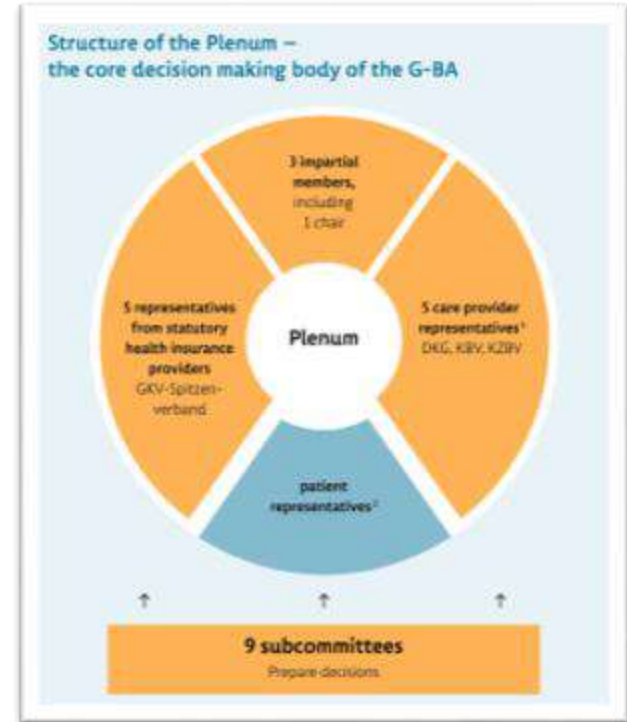 Structure of the Plenum –
the core decision making body of the G-BA
3 impartial
members,
including
1 chair
5 representatives
from statutory
health insurance
providers
GKV-Spitzen-
verband
Plenum
5 care provider
representatives¹
DKG, KBV, KZBV
patient
representatives²
↑ ↑ ↑
9 subcommittees
Prepare decisions